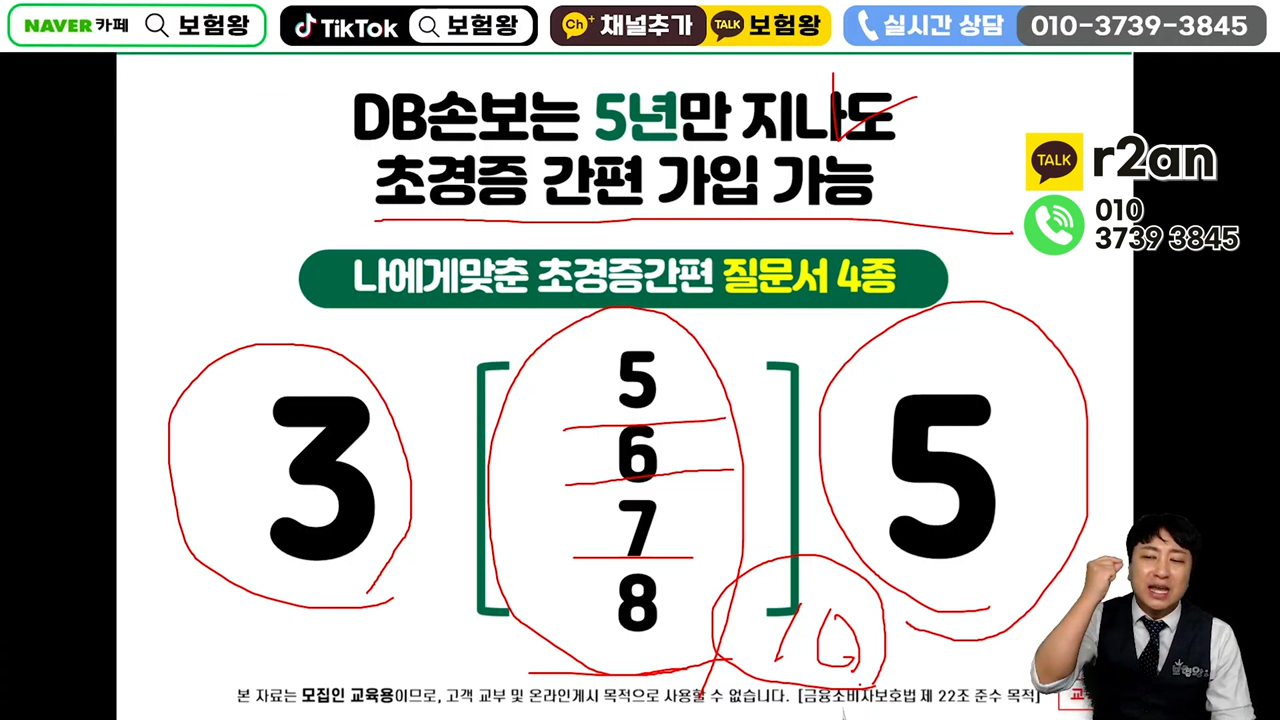 NAVER 카페 보험왕 TikTok 보험왕 Ch+ 채널추가 TALK 보험왕 실시간 상담 010-3739-3845
DB손보는 5년만 지나도
초경증 간편 가입 가능
TALK r2an
010
3739 3845
나에게맞춘 초경증간편 질문서 4종
3 [ 5 6 7 8 ] 5
10
본 자료는 모집인 교육용이므로, 고객 교부 및 온라인게시 목적으로 사용할 수 없습니다. [금융소비자보호법 제 22조 준수 목적]